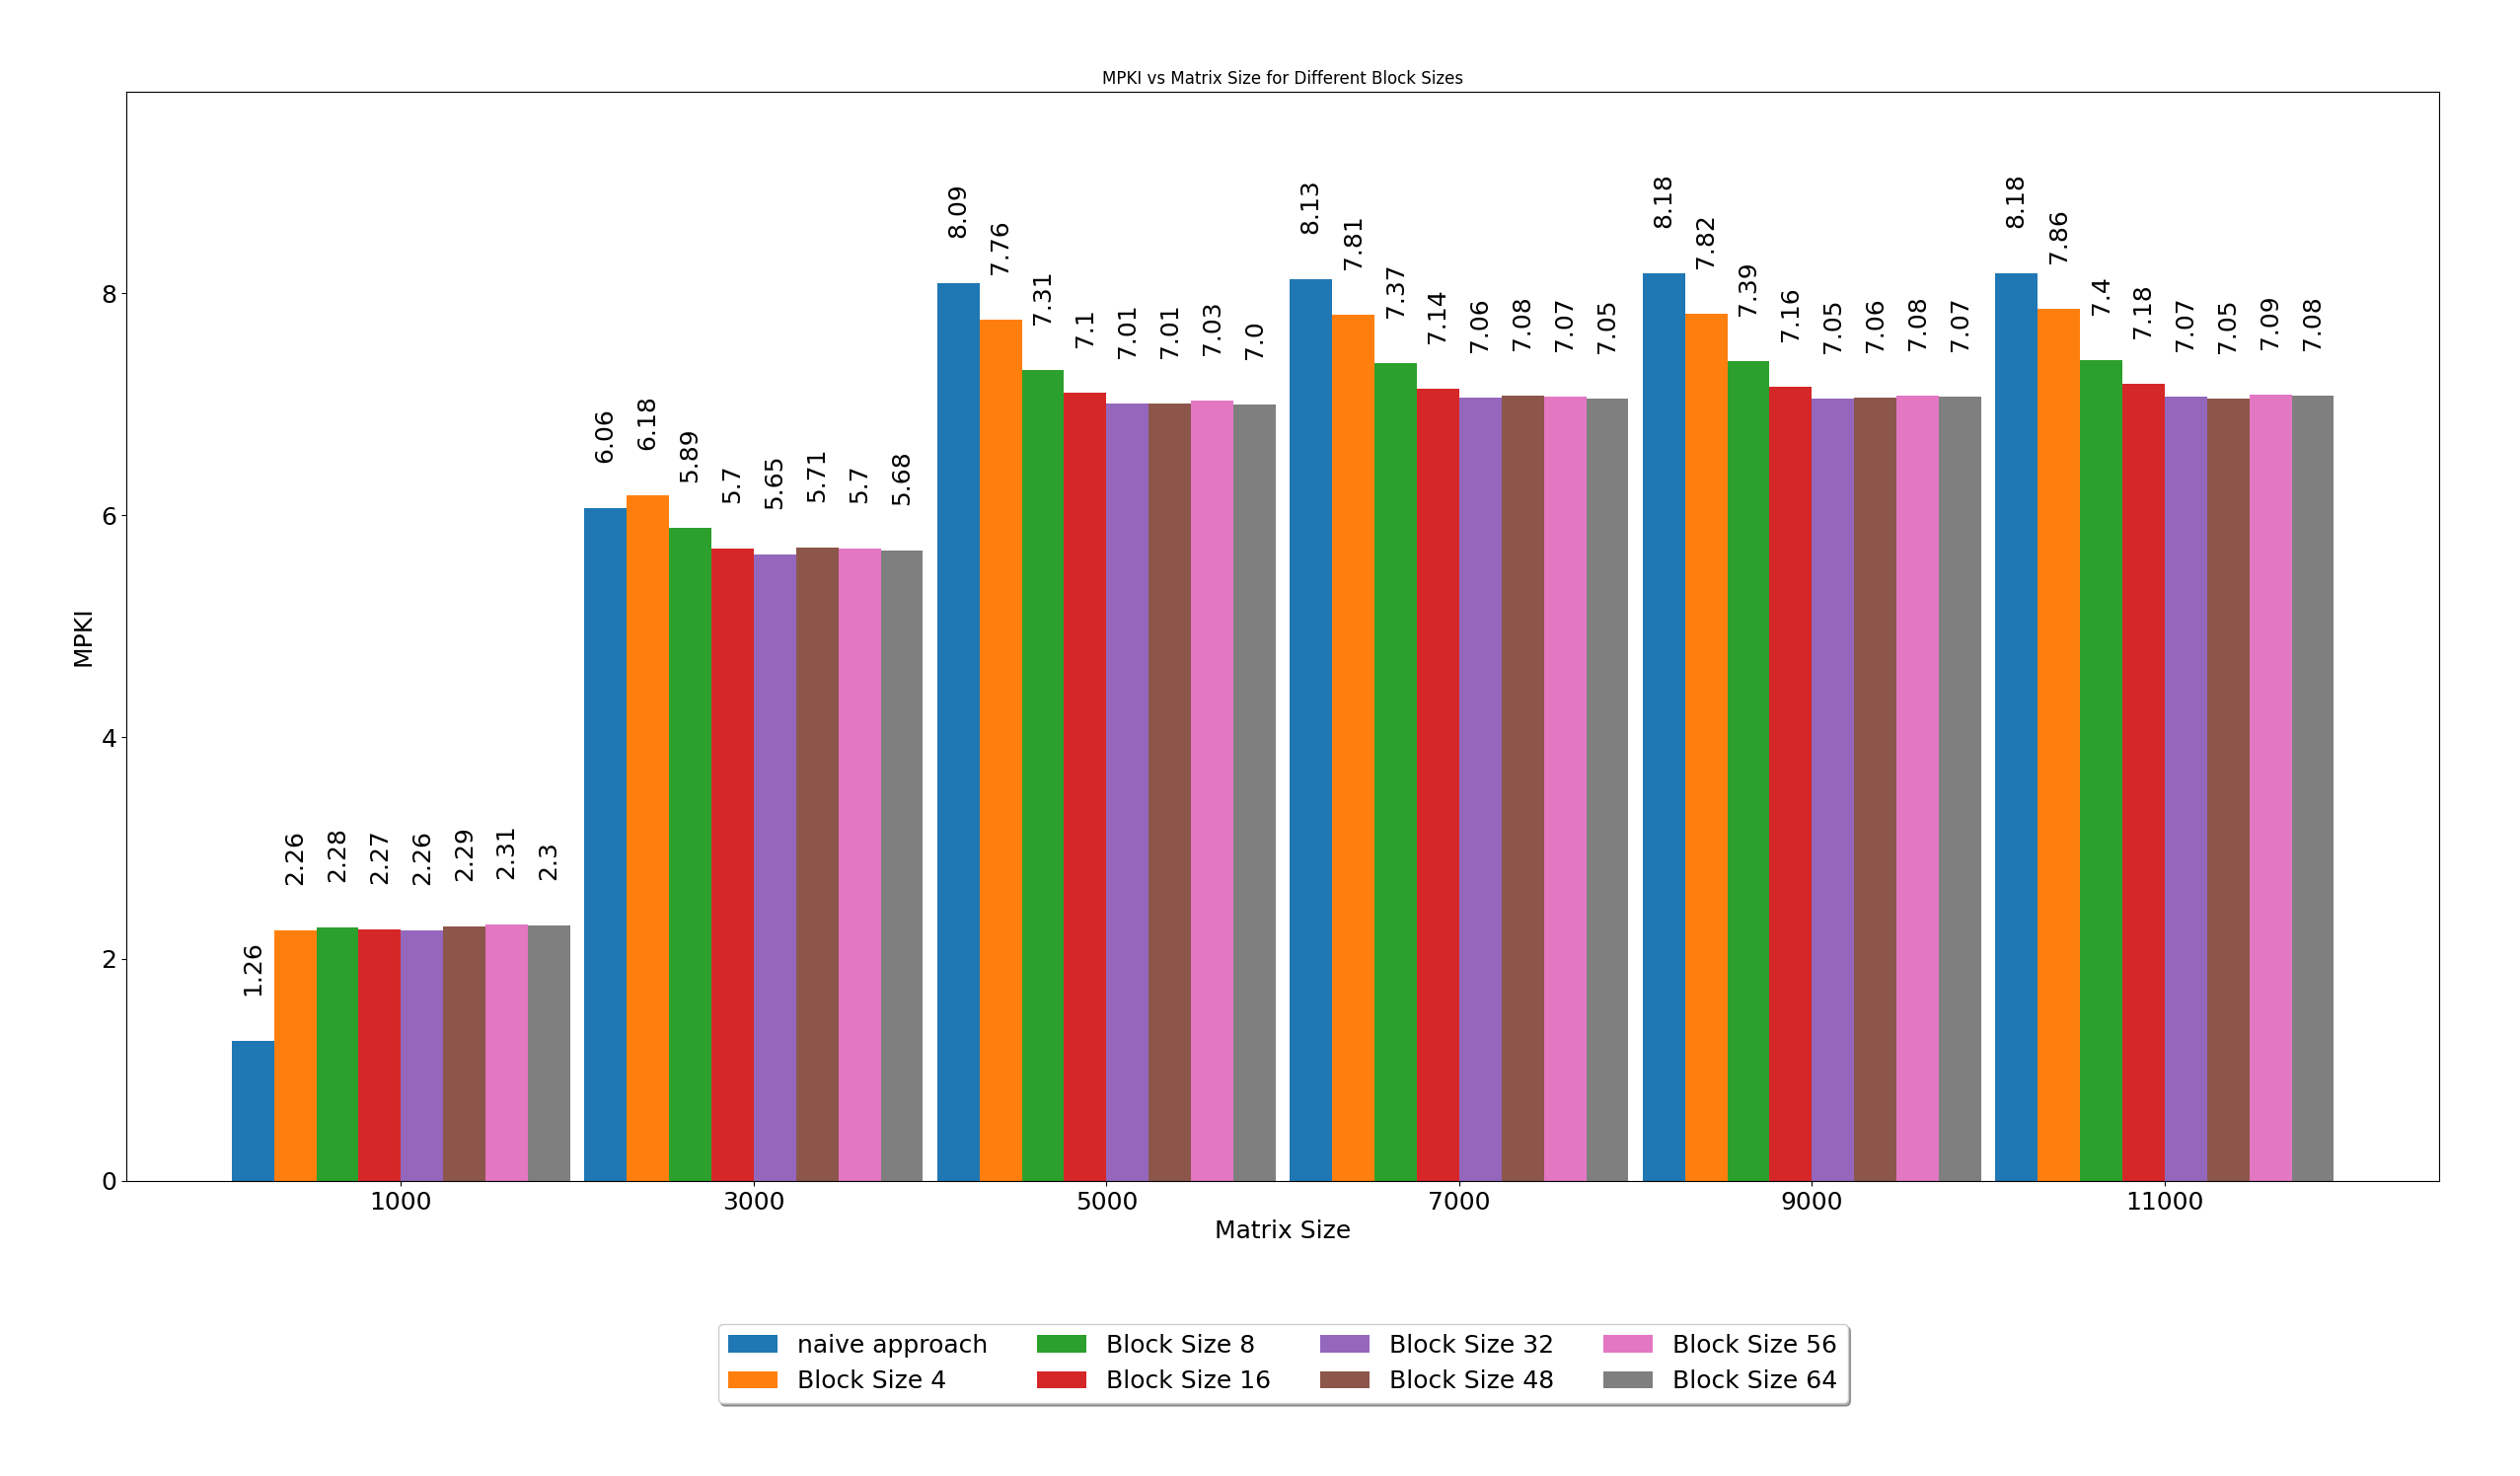 MPKI vs Matrix Size for Different Block Sizes
8.09 8.13 8.18 8.18
7.76 7.81 7.82 7.86
7.31 7.37 7.39 7.4
7.1 7.01 7.01 7.03 7.0 7.14 7.06 7.08 7.07 7.05 7.16 7.05 7.06 7.08 7.07 7.18 7.07 7.05 7.09 7.08
8
6.06 6.18 5.89 5.7 5.65 5.71 5.7 5.68
6
MPKI
4
2.26 2.28 2.27 2.26 2.29 2.31 2.3
1.26
2
0
1000 3000 5000 7000 9000 11000
Matrix Size
naive approach Block Size 8 Block Size 32 Block Size 56
Block Size 4 Block Size 16 Block Size 48 Block Size 64